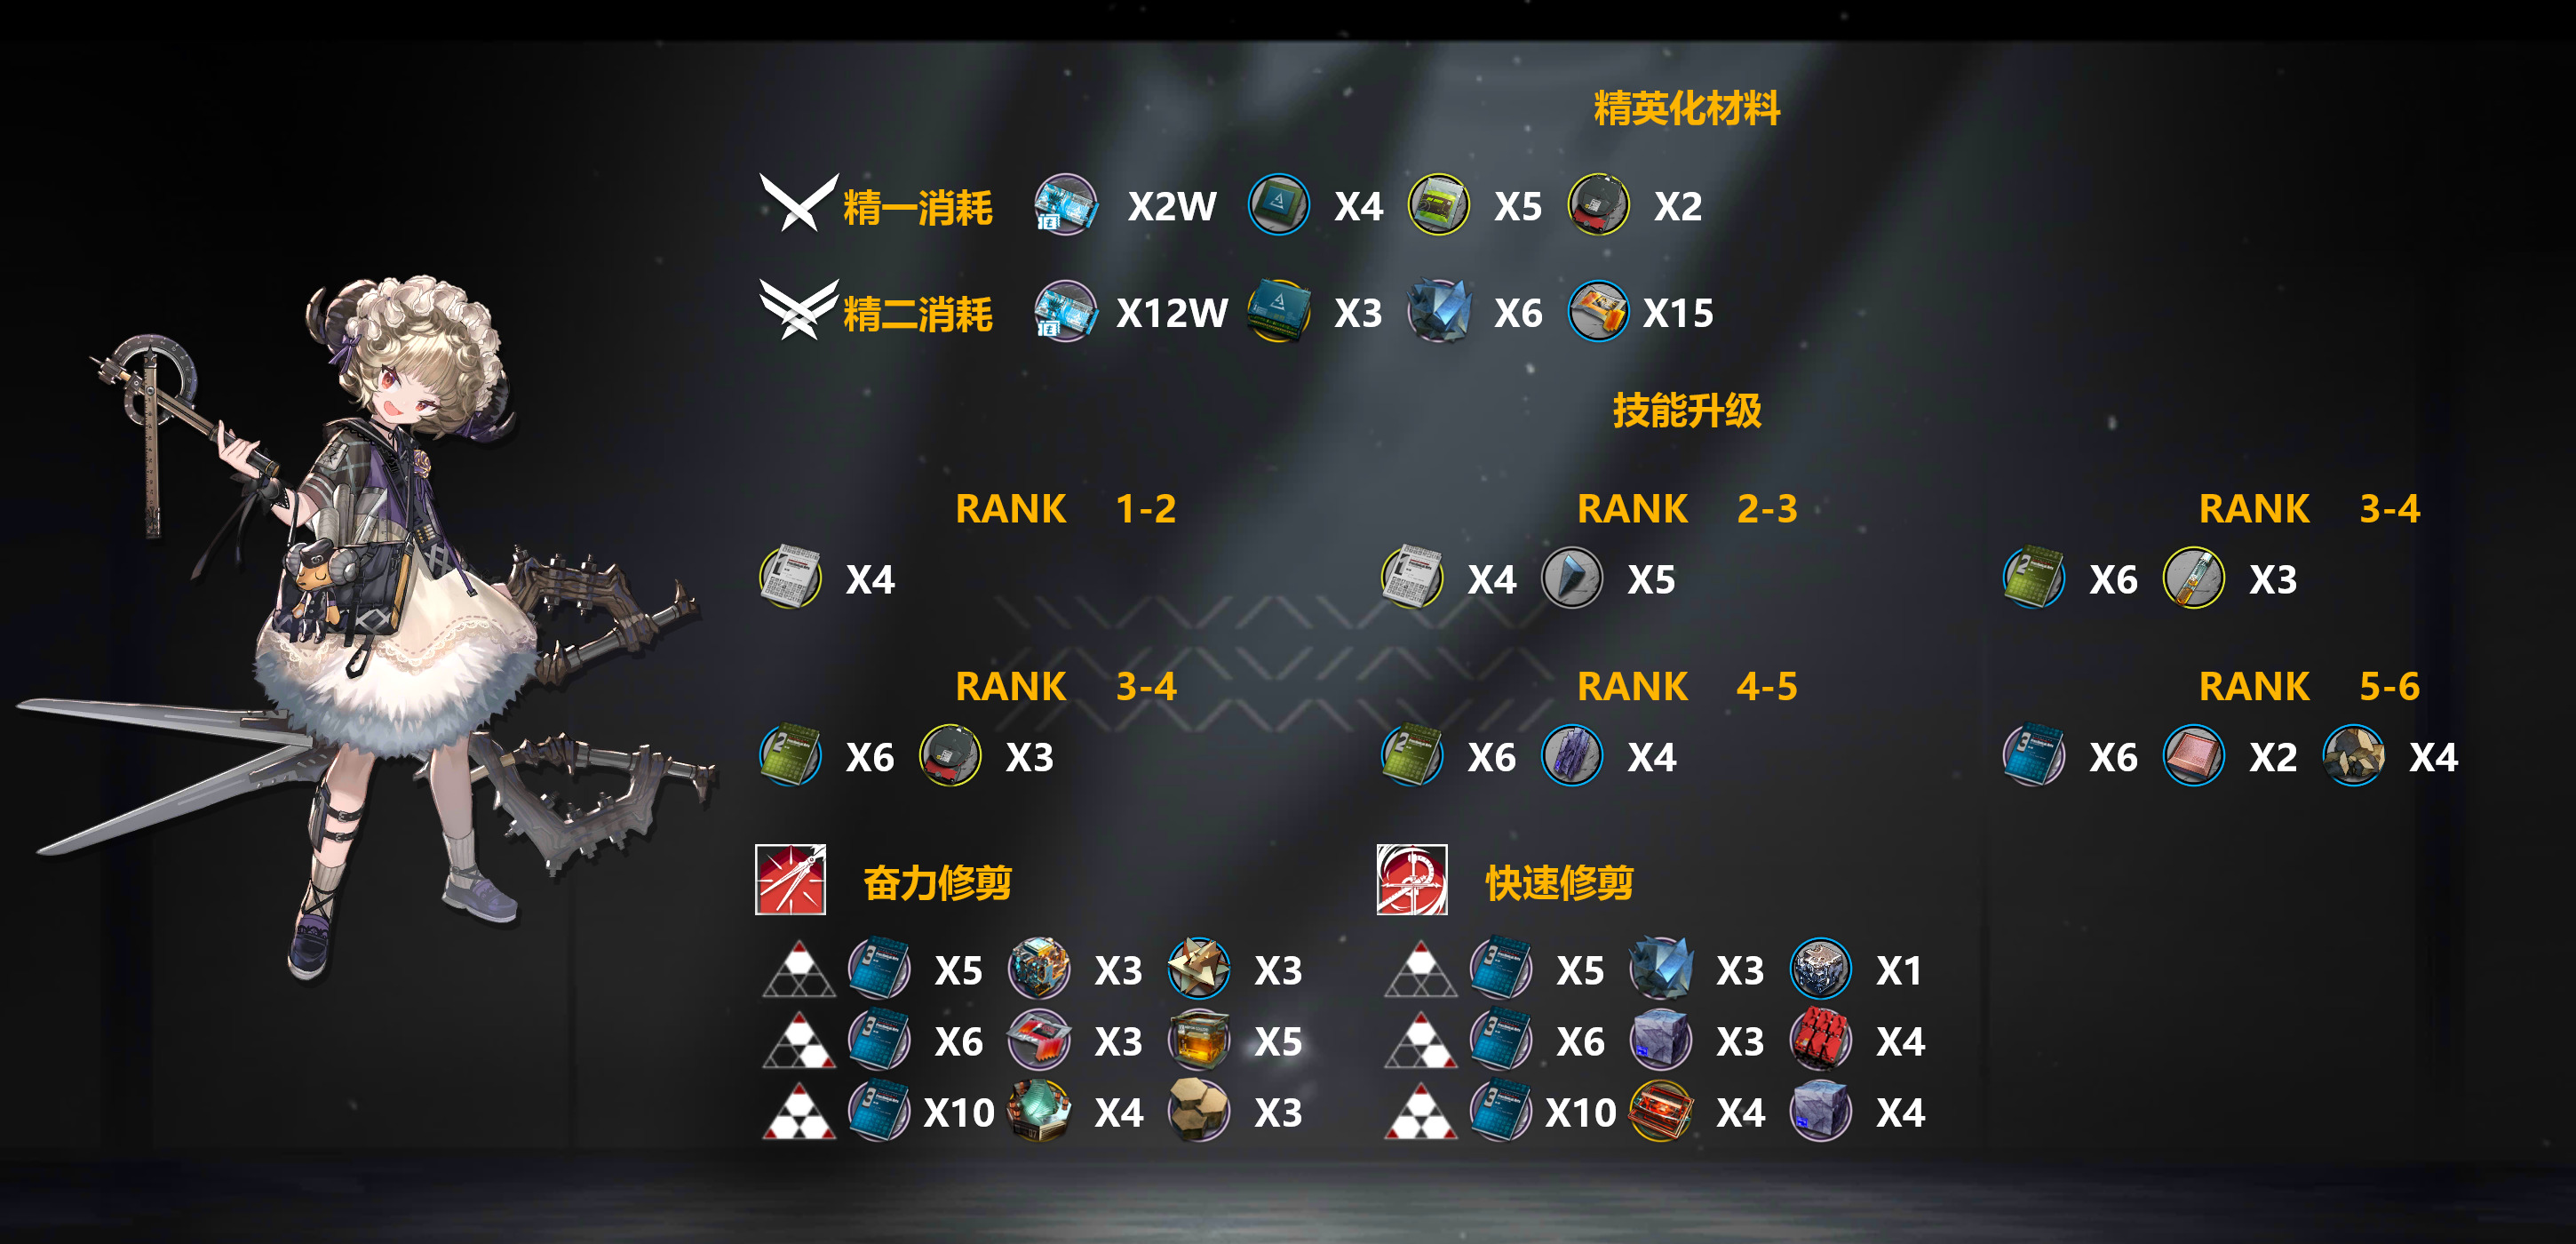 精英化材料
精一消耗 X2W X4 X5 X2
精二消耗 X12W X3 X6 X15
技能升级
RANK 1-2 RANK 2-3 RANK 3-4
X4 X4 X5 X6 X3
RANK 3-4 RANK 4-5 RANK 5-6
X6 X3 X6 X4 X6 X2 X4
奋力修剪 快速修剪
X5 X3 X3 X5 X3 X1
X6 X3 X5 X6 X3 X4
X10 X4 X3 X10 X4 X4